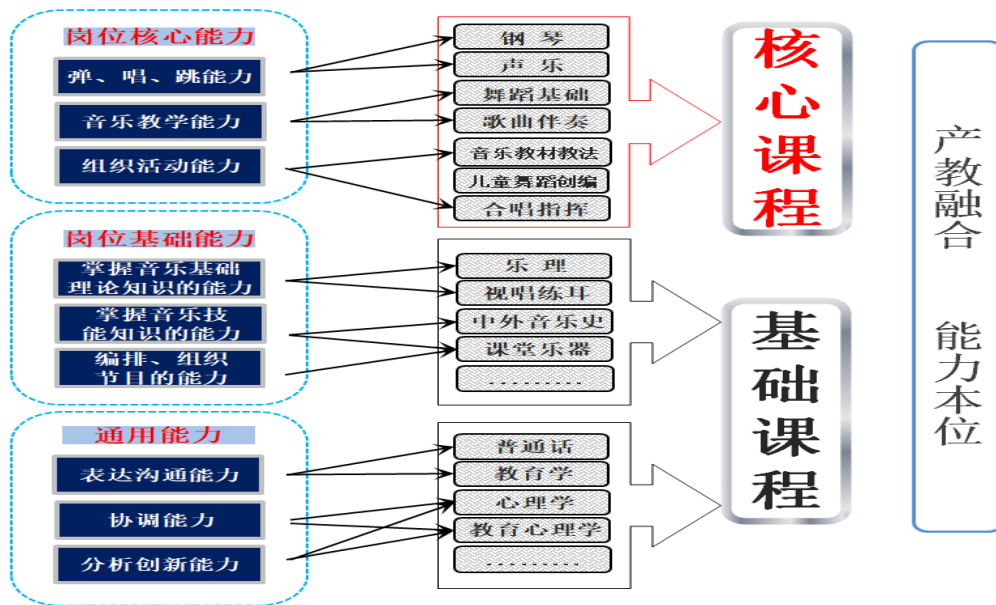 岗位核心能力
弹、唱、跳能力
音乐教学能力
组织活动能力
钢琴
声乐
舞蹈基础
歌曲伴奏
音乐教材教法
儿童舞蹈创编
合唱指挥
核心课程
岗位基础能力
掌握音乐基础
理论知识的能力
掌握音乐技
能知识的能力
编排、组织
节目的能力
乐理
视唱练耳
中外音乐史
课堂乐器
.........
通用能力
表达沟通能力
协调能力
分析创新能力
普通话
教育学
心理学
教育心理学
.........
基础课程
产教融合 能力本位